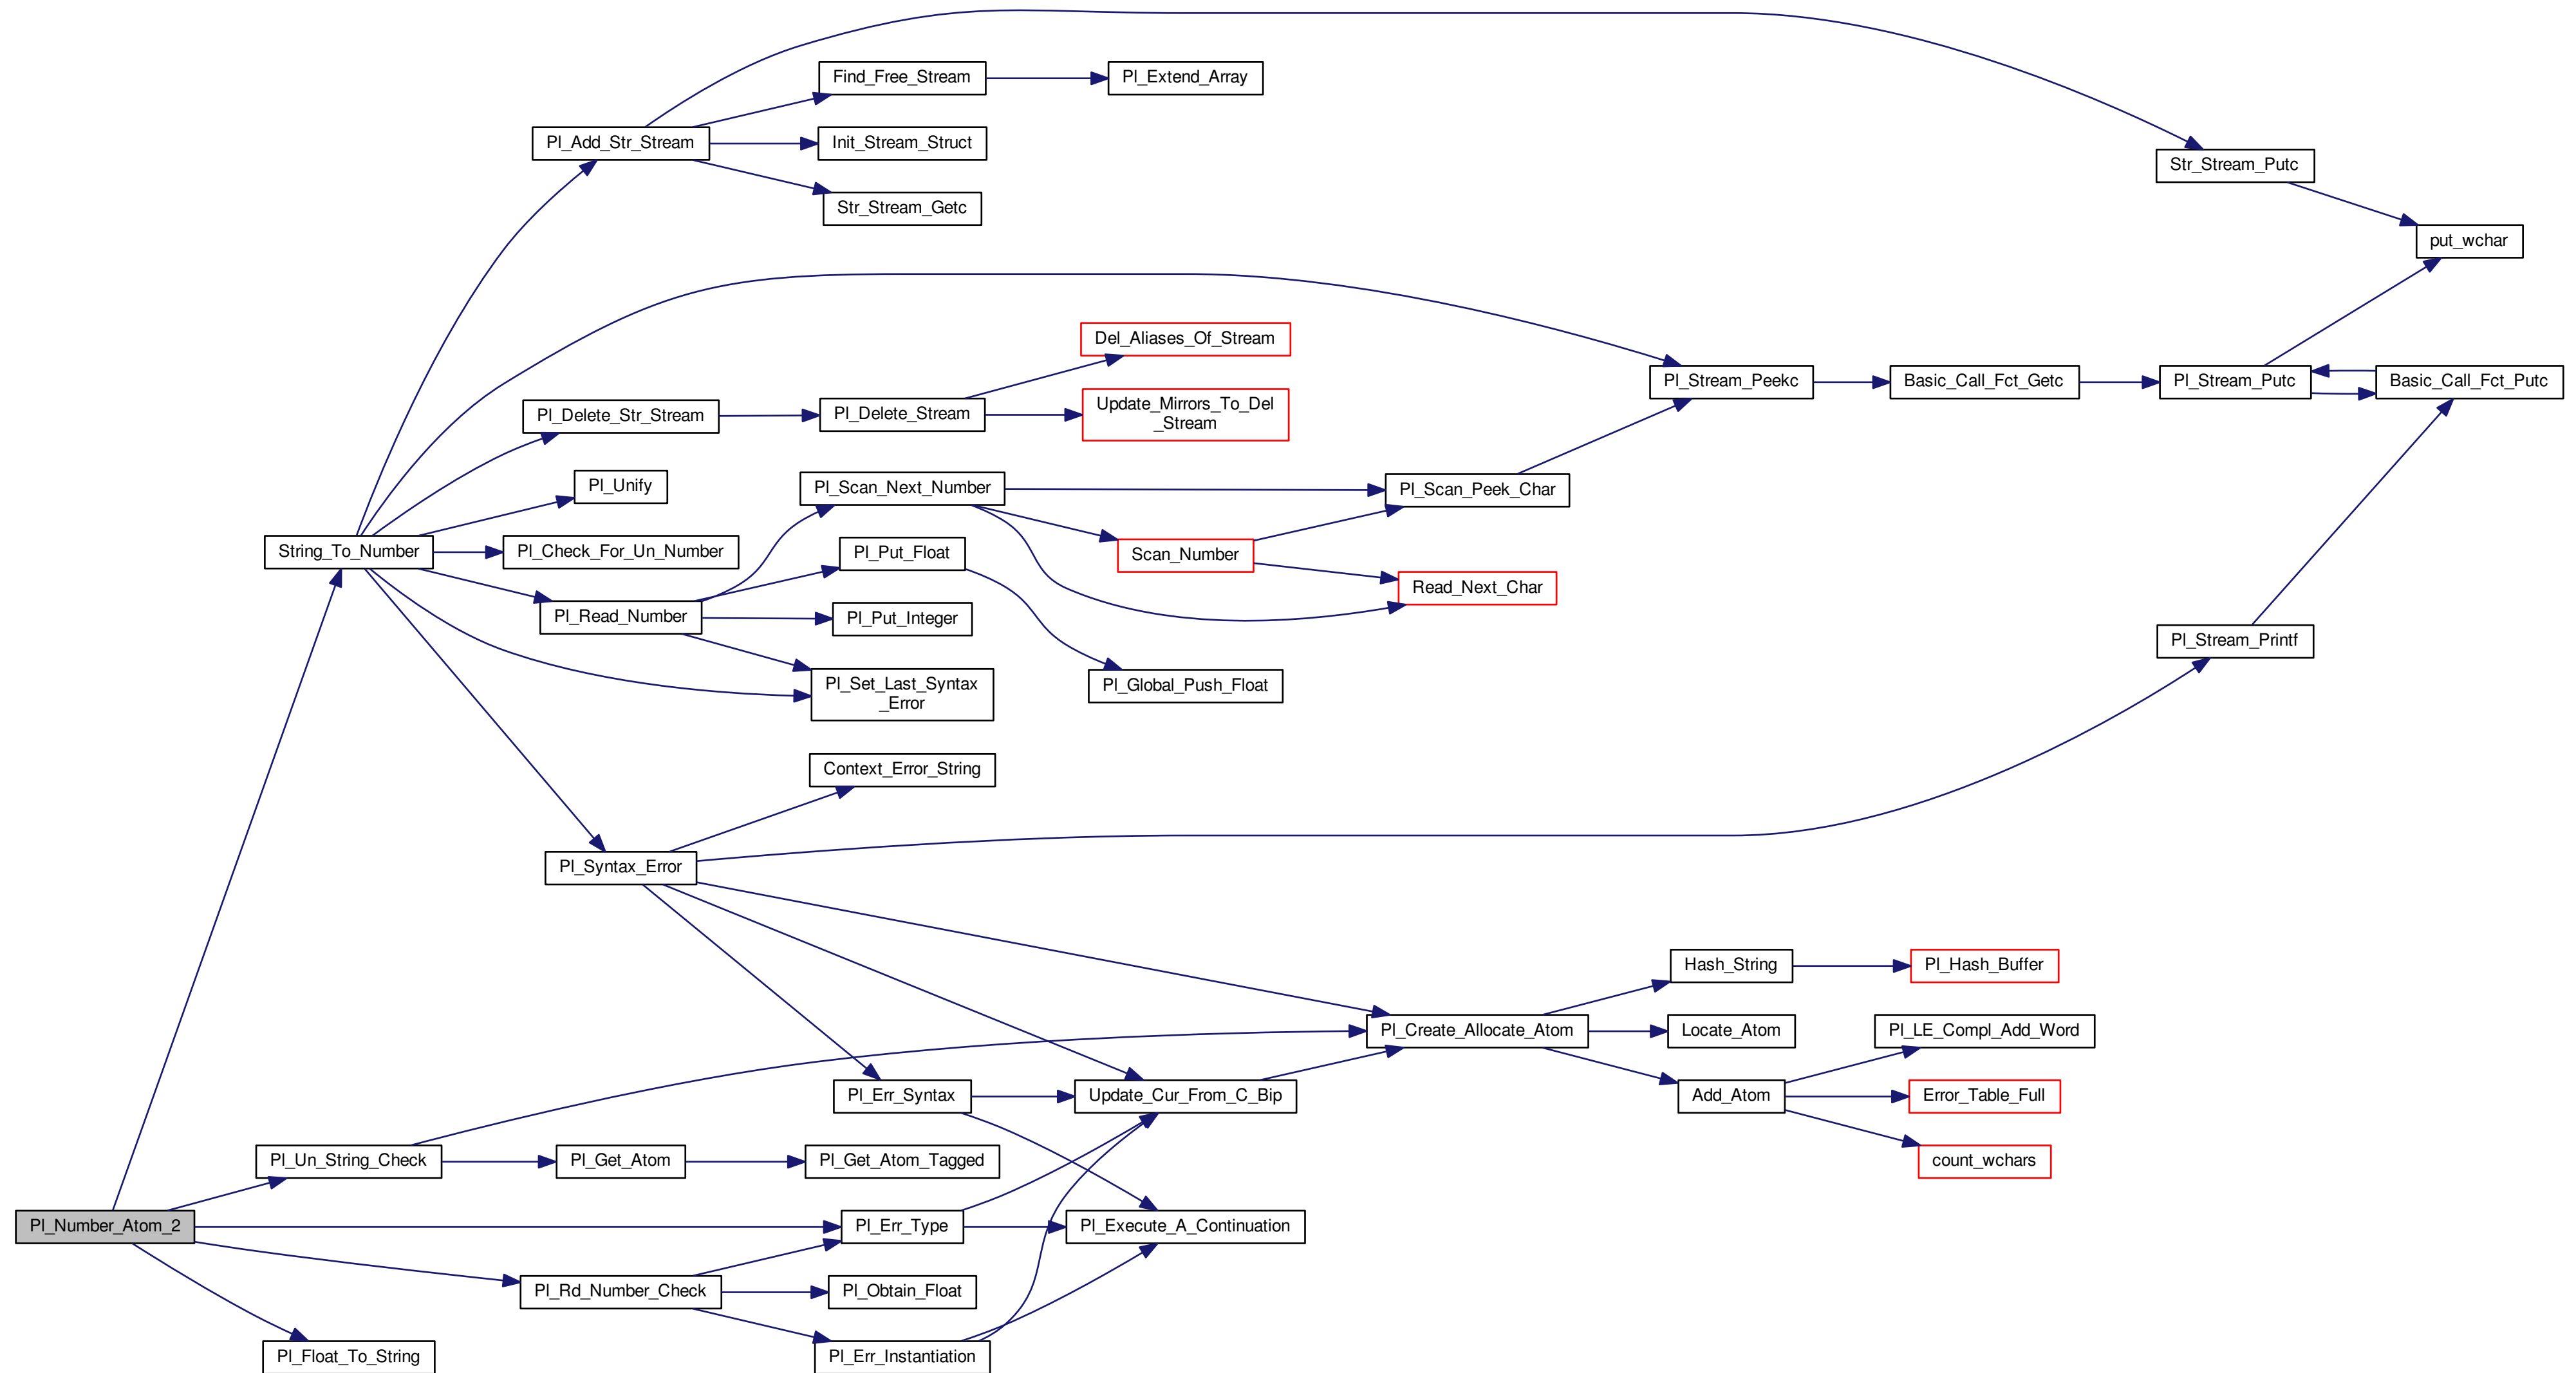 Find_Free_Stream
Pl_Extend_Array
Pl_Add_Str_Stream
Init_Stream_Struct
Str_Stream_Putc
Str_Stream_Getc
put_wchar
Del_Aliases_Of_Stream
Pl_Stream_Peekc
Basic_Call_Fct_Getc
Pl_Stream_Putc
Basic_Call_Fct_Putc
Pl_Delete_Str_Stream
Pl_Delete_Stream
Update_Mirrors_To_Del
_Stream
Pl_Unify
Pl_Scan_Next_Number
Pl_Scan_Peek_Char
String_To_Number
Pl_Check_For_Un_Number
Pl_Put_Float
Scan_Number
Read_Next_Char
Pl_Read_Number
Pl_Put_Integer
Pl_Stream_Printf
Pl_Set_Last_Syntax
_Error
Pl_Global_Push_Float
Context_Error_String
Pl_Syntax_Error
Hash_String
Pl_Hash_Buffer
Pl_Create_Allocate_Atom
Locate_Atom
Pl_LE_Compl_Add_Word
Pl_Err_Syntax
Update_Cur_From_C_Bip
Add_Atom
Error_Table_Full
Pl_Un_String_Check
Pl_Get_Atom
Pl_Get_Atom_Tagged
count_wchars
Pl_Number_Atom_2
Pl_Err_Type
Pl_Execute_A_Continuation
Pl_Rd_Number_Check
Pl_Obtain_Float
Pl_Float_To_String
Pl_Err_Instantiation